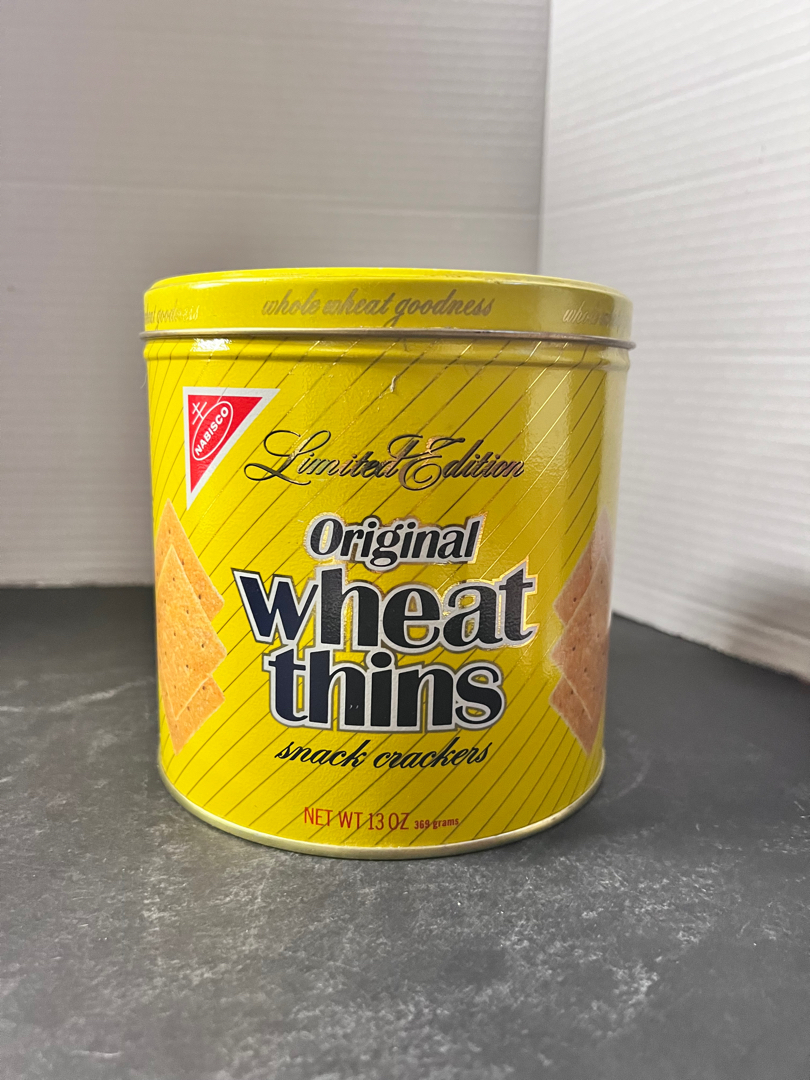 whole wheat goodness
NABISCO
Limited Edition
Original
wheat
thins
snack crackers
NET WT 13 OZ 369 grams